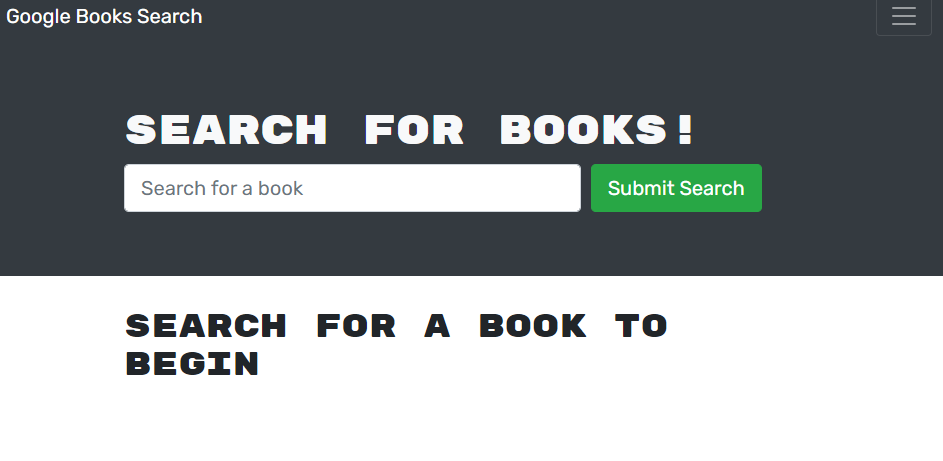 Google Books Search
SEARCH FOR BOOKS!
Search for a book
Submit Search
SEARCH FOR A BOOK TO
BEGIN